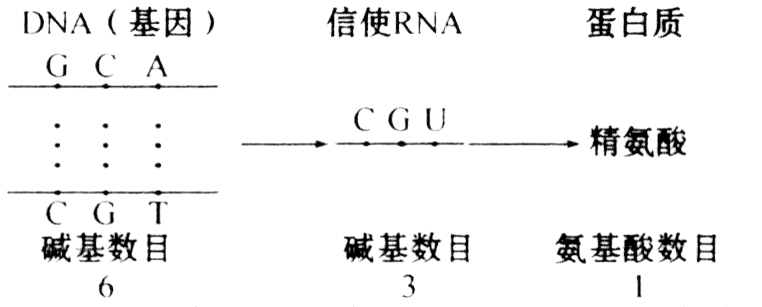 DNA（基因） 信使RNA 蛋白质
G C A
C G U 精氨酸
C G T
碱基数目 碱基数目 氨基酸数目
6 3 1